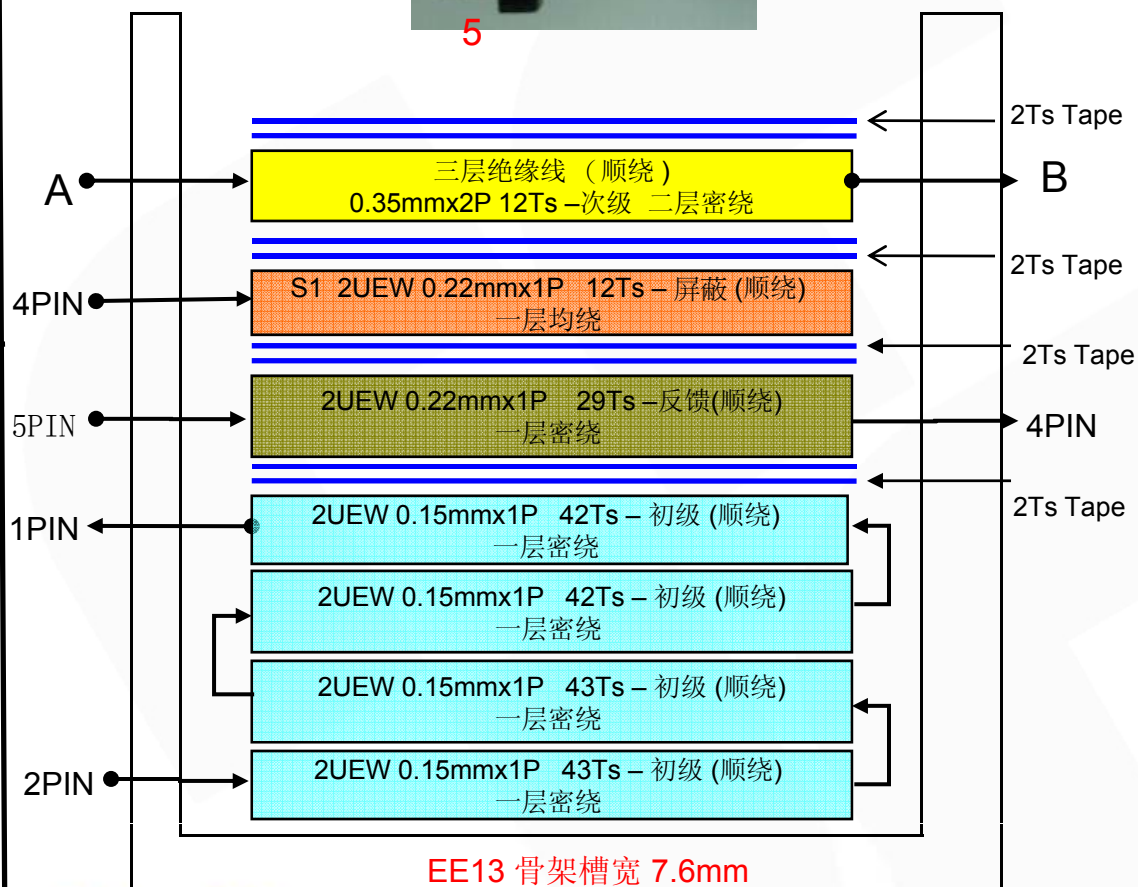 5
2Ts Tape
三层绝缘线 （ 顺绕 )
A
B
0.35mmx2P 12Ts –次级 二层密绕
2Ts Tape
S1 2UEW 0.22mmx1P 12Ts – 屏蔽 (顺绕)
4PIN
一层均绕
2Ts Tape
2UEW 0.22mmx1P 29Ts –反馈(顺绕)
5PIN
4PIN
一层密绕
2Ts Tape
2UEW 0.15mmx1P 42Ts – 初级 (顺绕)
1PIN
一层密绕
2UEW 0.15mmx1P 42Ts – 初级 (顺绕)
一层密绕
2UEW 0.15mmx1P 43Ts – 初级 (顺绕)
一层密绕
2UEW 0.15mmx1P 43Ts – 初级 (顺绕)
2PIN
一层密绕
EE13 骨架槽宽 7.6mm